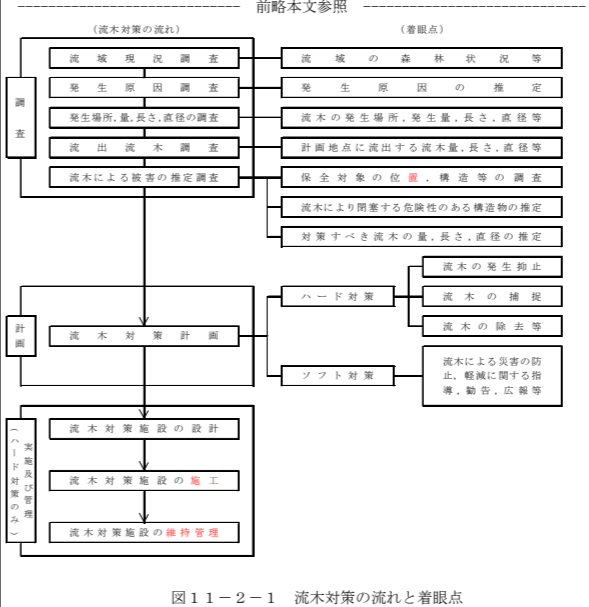 前略本文参照
（流木対策の流れ）
（着眼点）
調査
流域現況調査
流域の森林状況等
発生原因調査
発生原因の推定
発生場所,量,長さ,直径の調査
流木の発生場所,発生量,長さ,直径等
流出流木調査
計画地点に流出する流木量,長さ,直径等
流木による被害の推定調査
保全対象の位置,構造等の調査
流木により閉塞する危険性のある構造物の推定
対策すべき流木の量,長さ,直径の推定
計画
流木対策計画
ハード対策
流木の発生抑止
流木の捕捉
流木の除去等
ソフト対策
流木による災害の防
止,軽減に関する指
導,勧告,広報等
実施及び管理
（ハード対策のみ）
流木対策施設の設計
流木対策施設の施工
流木対策施設の維持管理
図１１－２－１　流木対策の流れと着眼点